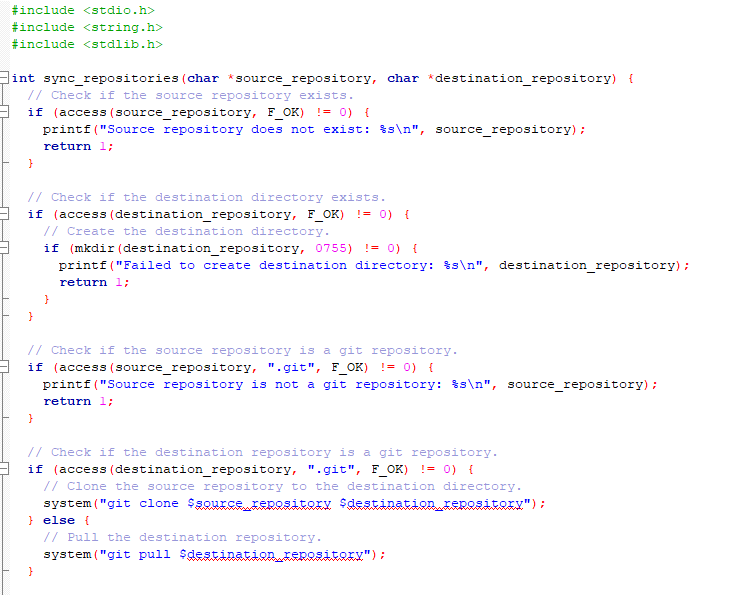 #include <stdio.h>
#include <string.h>
#include <stdlib.h>

int sync_repositories(char *source_repository, char *destination_repository) {
  // Check if the source repository exists.
  if (access(source_repository, F_OK) != 0) {
    printf("Source repository does not exist: %s\n", source_repository);
    return 1;
  }

  // Check if the destination directory exists.
  if (access(destination_repository, F_OK) != 0) {
    // Create the destination directory.
    if (mkdir(destination_repository, 0755) != 0) {
      printf("Failed to create destination directory: %s\n", destination_repository);
      return 1;
    }
  }

  // Check if the source repository is a git repository.
  if (access(source_repository, ".git", F_OK) != 0) {
    printf("Source repository is not a git repository: %s\n", source_repository);
    return 1;
  }

  // Check if the destination repository is a git repository.
  if (access(destination_repository, ".git", F_OK) != 0) {
    // Clone the source repository to the destination directory.
    system("git clone $source_repository $destination_repository");
  } else {
    // Pull the destination repository.
    system("git pull $destination_repository");
  }